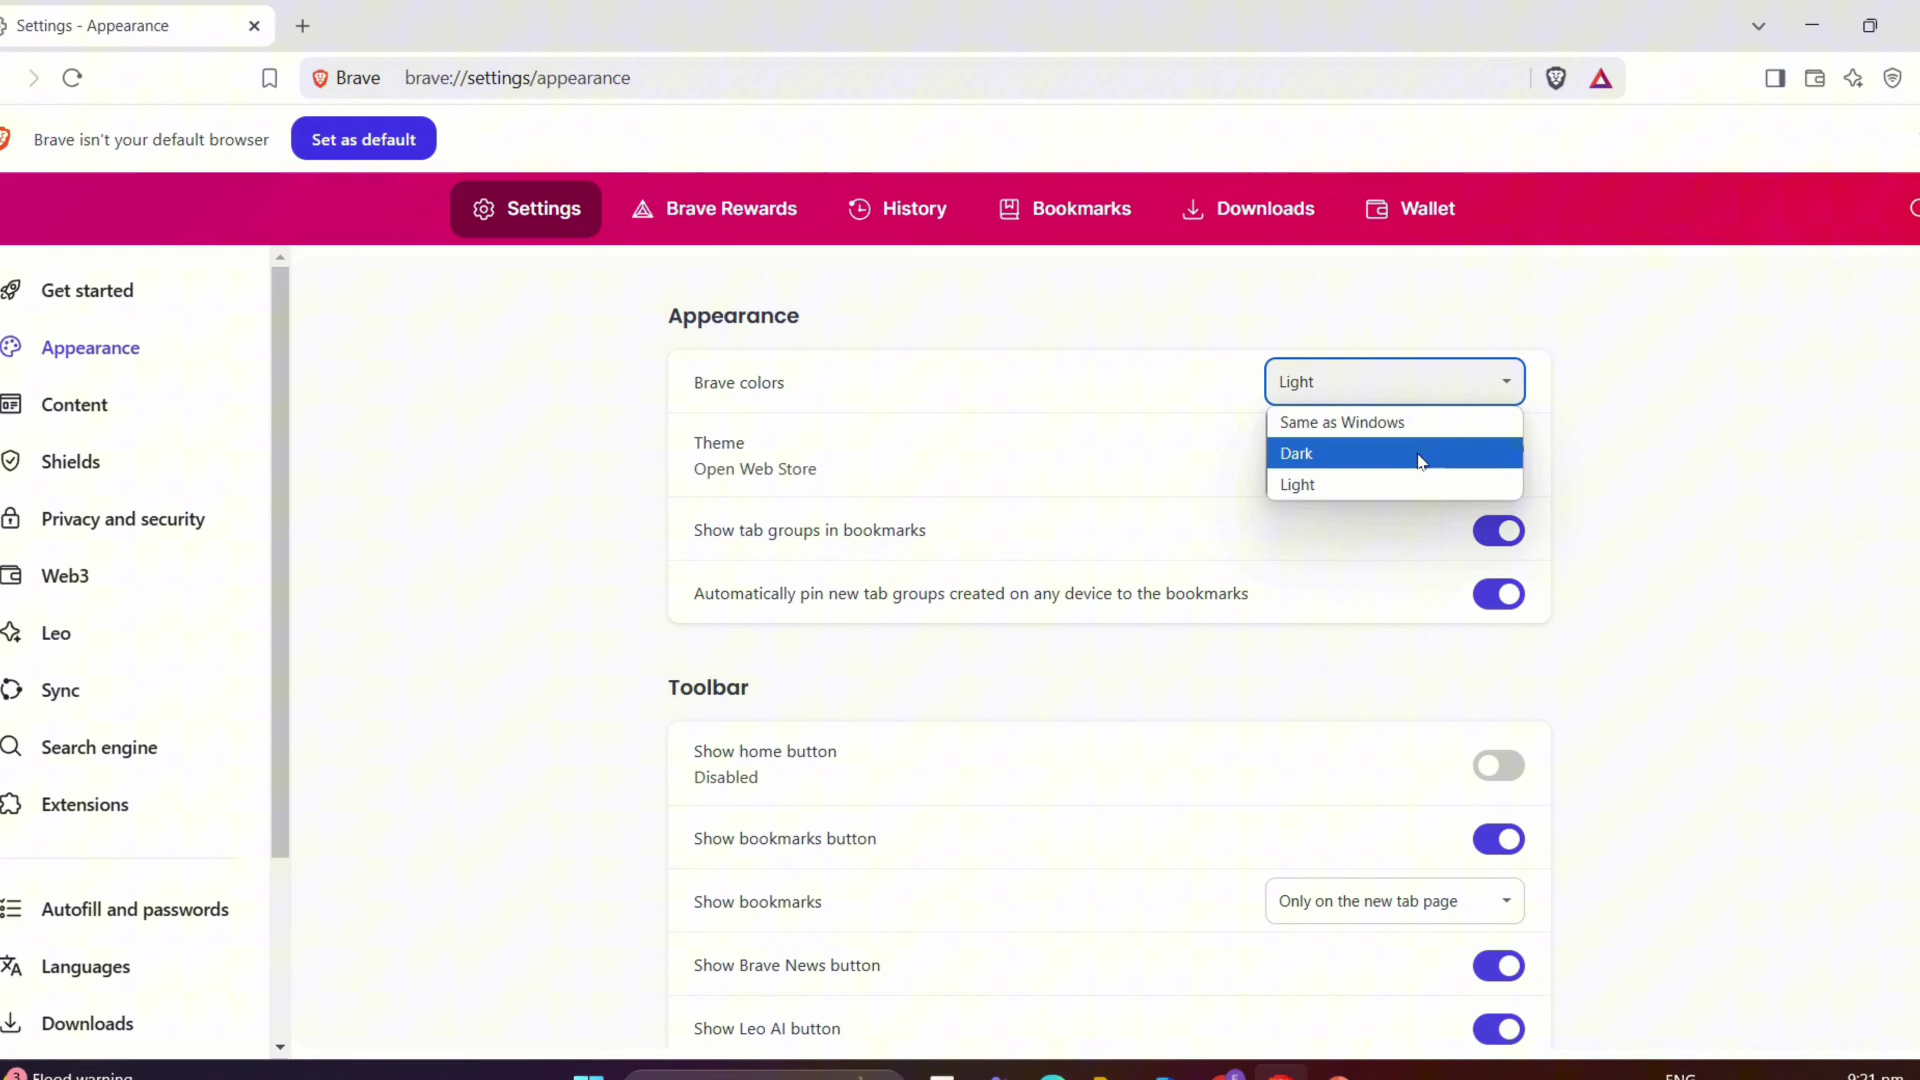 Settings - Appearance
Brave brave://settings/appearance
Brave isn't your default browser Set as default
Settings Brave Rewards History Bookmarks Downloads Wallet
Get started
Appearance
Content
Shields
Privacy and security
Web3
Leo
Sync
Search engine
Extensions
Autofill and passwords
Languages
Downloads
Appearance
Brave colors Light
Same as Windows
Dark
Light
Theme
Open Web Store
Show tab groups in bookmarks
Automatically pin new tab groups created on any device to the bookmarks
Toolbar
Show home button
Disabled
Show bookmarks button
Show bookmarks Only on the new tab page
Show Brave News button
Show Leo AI button
3 Flood warning ENG 9:21 pm